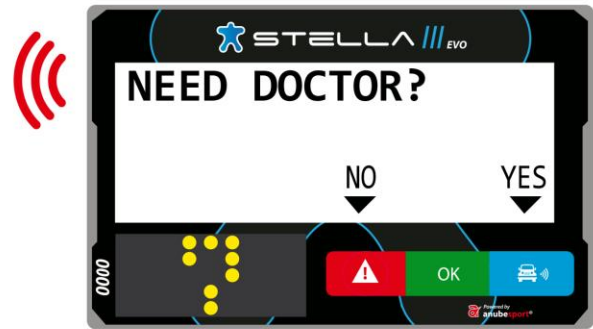 STELLA III EVO
NEED DOCTOR?
NO YES
?
0000
! OK
Powered by
anubesport®